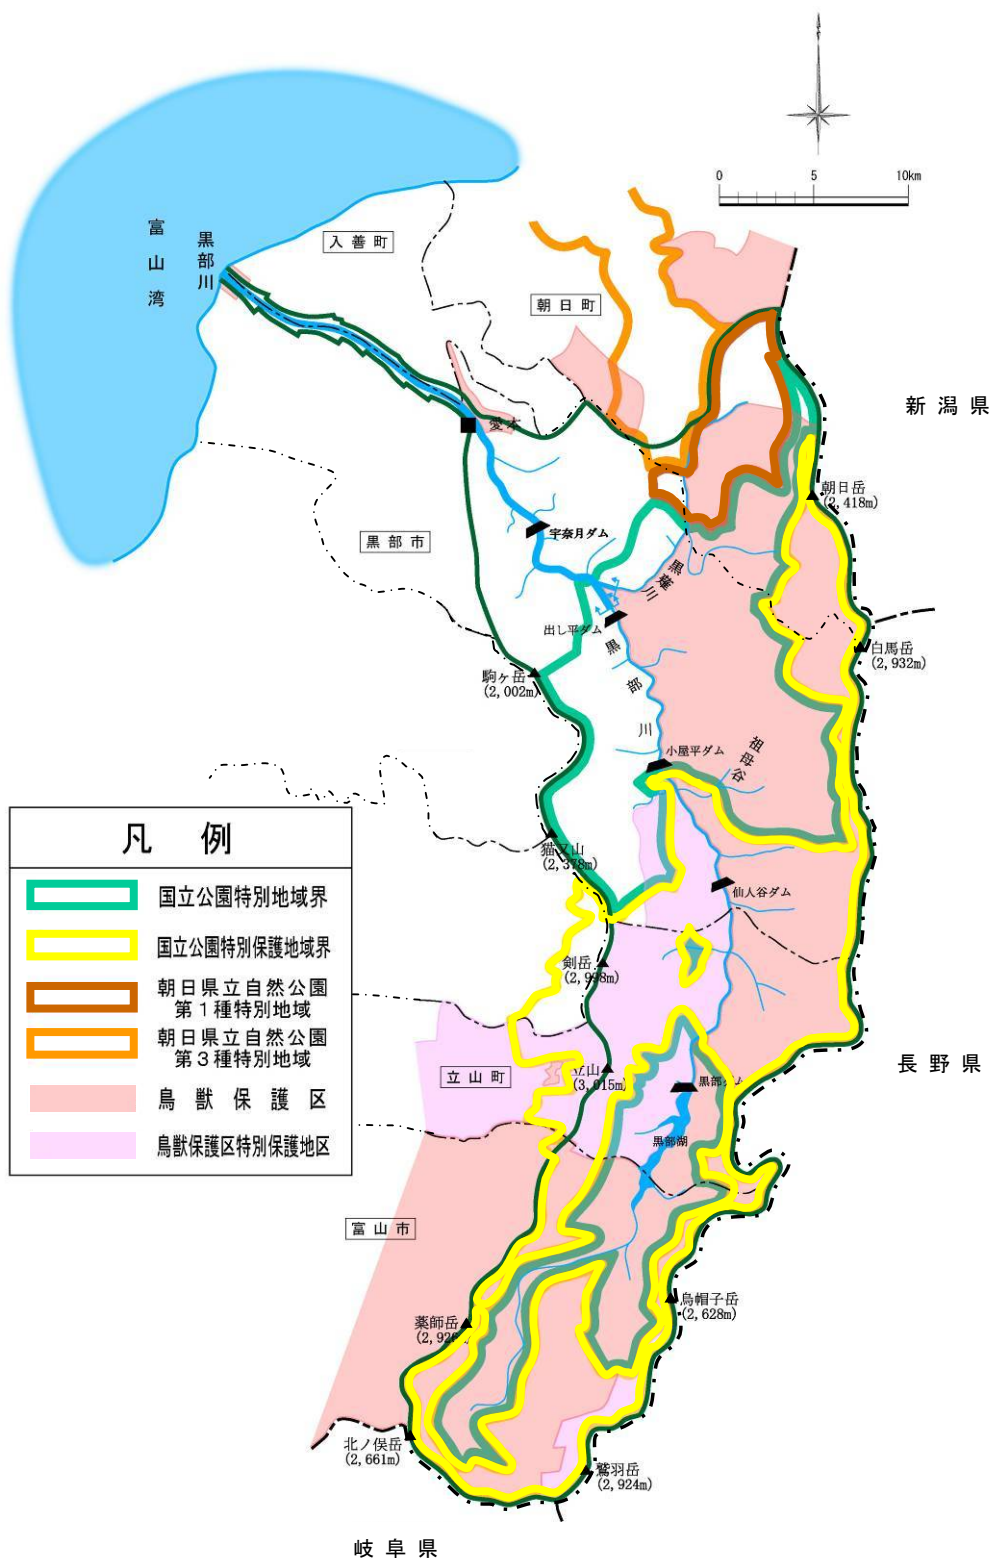 0 5 10km
富山湾
黒部川
入善町
朝日町
新潟県
愛本
朝日岳
(2,418m)
宇奈月ダム
黒部市
黒薙川
出し平ダム
黒部川
白馬岳
(2,932m)
駒ヶ岳
(2,002m)
小屋平ダム
祖母谷
猫又山
(2,378m)
仙人谷ダム
剣岳
(2,998m)
凡例
国立公園特別地域界
国立公園特別保護地域界
朝日県立自然公園
第1種特別地域
朝日県立自然公園
第3種特別地域
鳥獣保護区
鳥獣保護区特別保護地区
立山町
立山
(3,015m)
黒部ダム
長野県
黒部湖
富山市
烏帽子岳
(2,628m)
薬師岳
北ノ俣岳
(2,661m)
鷲羽岳
(2,924m)
岐阜県